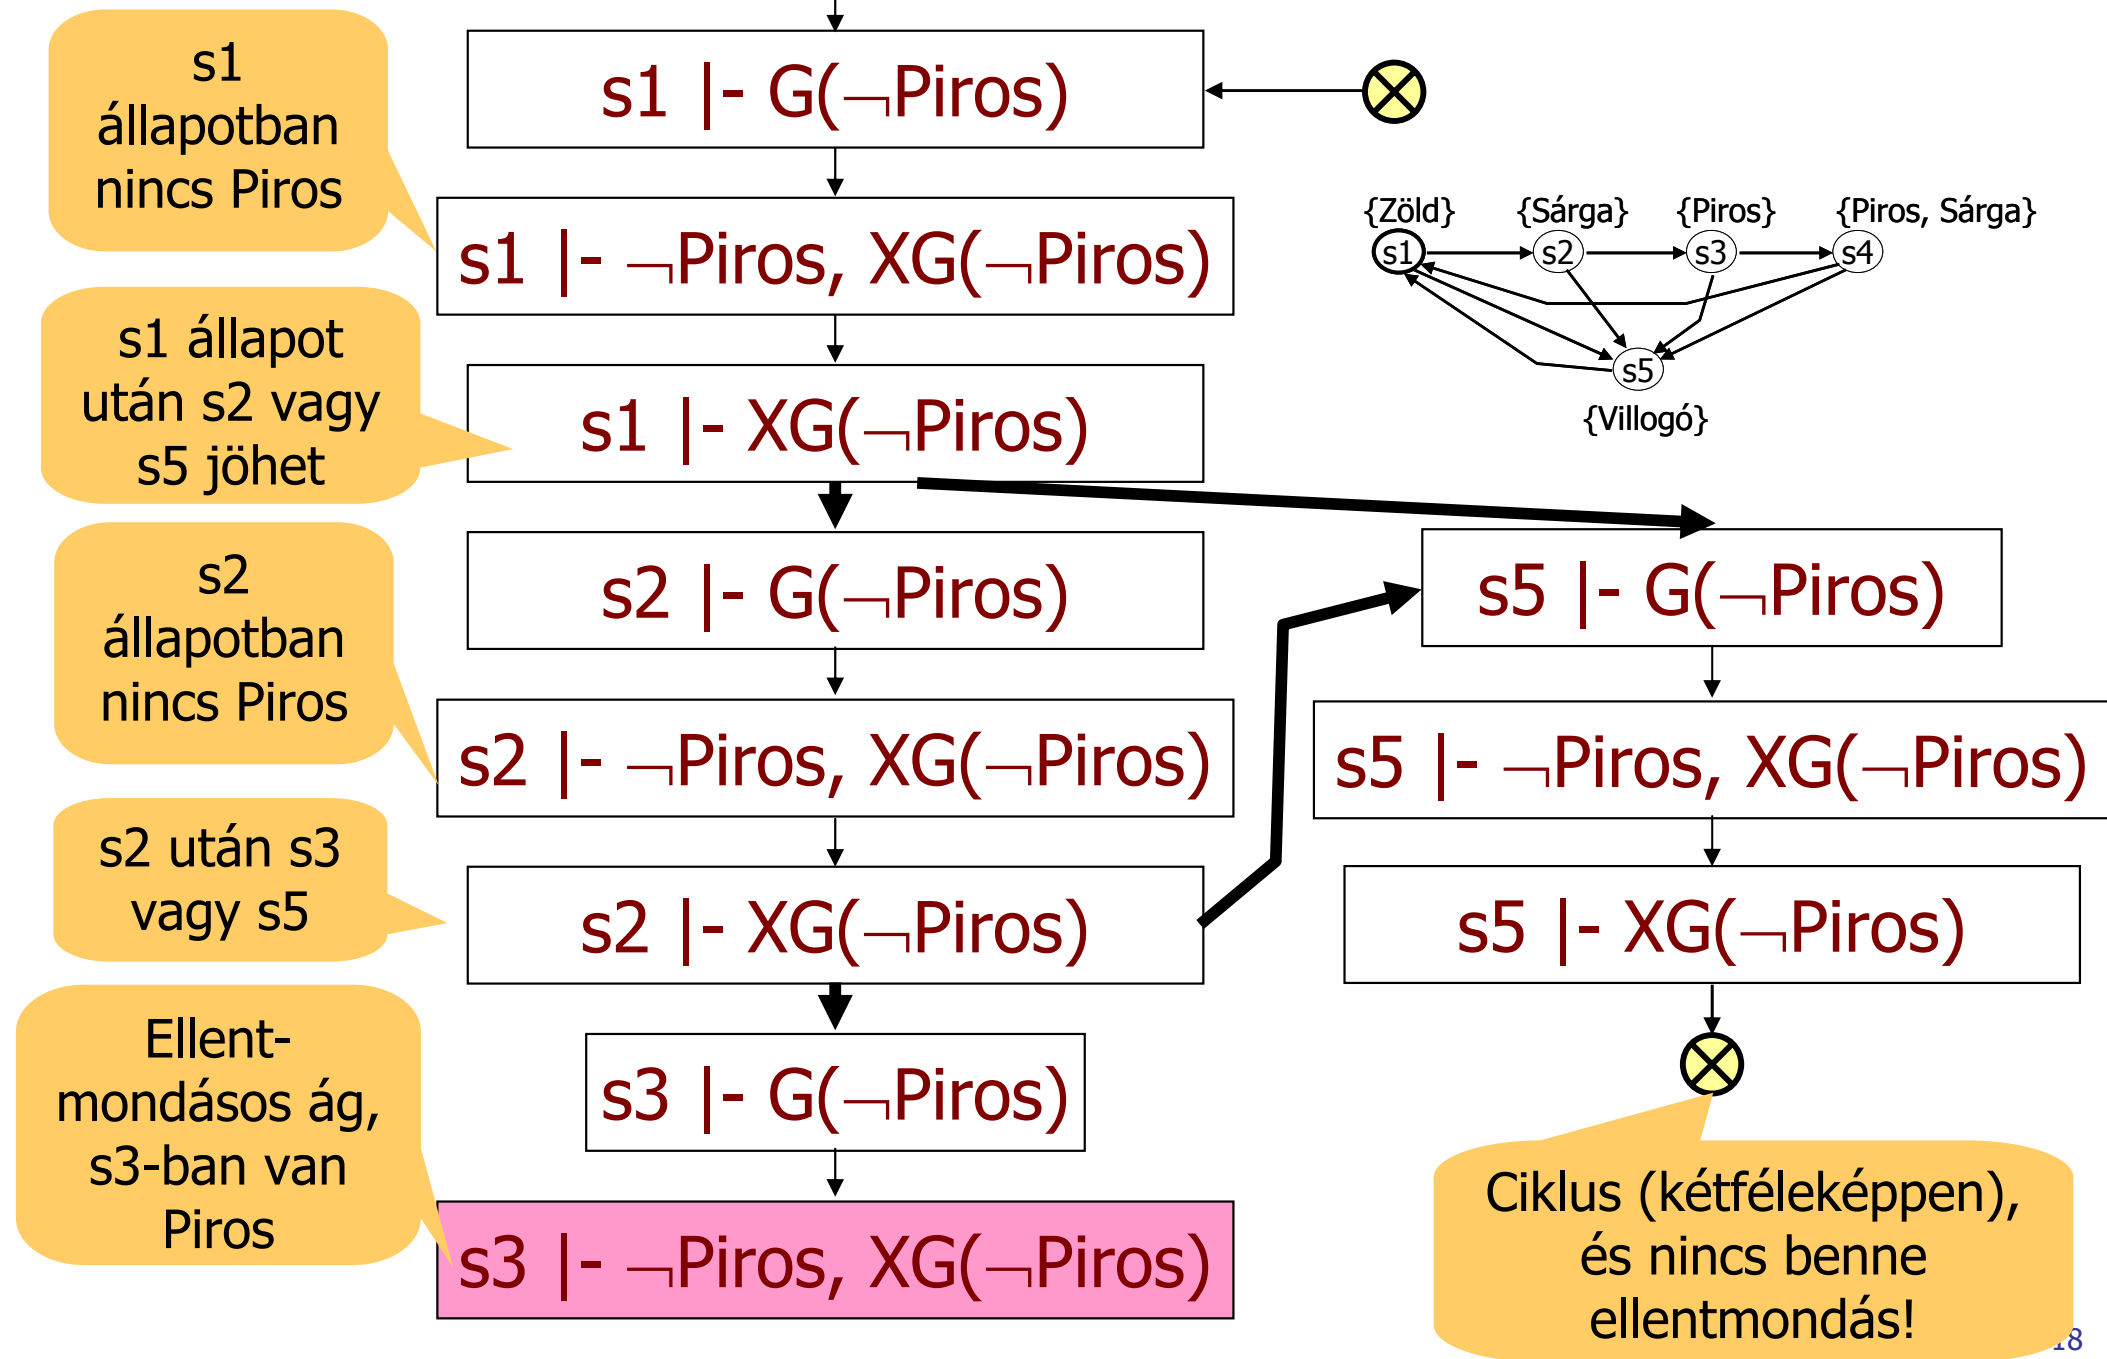 s1
állapotban
nincs Piros
s1 |- G(¬Piros)
s1 |- ¬Piros, XG(¬Piros)
s1 állapot
után s2 vagy
s5 jöhet
s1 |- XG(¬Piros)
{Zöld} {Sárga} {Piros} {Piros, Sárga}
s1 s2 s3 s4
s5
{Villogó}
s2
állapotban
nincs Piros
s2 |- G(¬Piros)
s5 |- G(¬Piros)
s2 |- ¬Piros, XG(¬Piros)
s5 |- ¬Piros, XG(¬Piros)
s2 után s3
vagy s5
s2 |- XG(¬Piros)
s5 |- XG(¬Piros)
Ellent-
mondásos ág,
s3-ban van
Piros
s3 |- G(¬Piros)
s3 |- ¬Piros, XG(¬Piros)
Ciklus (kétféleképpen),
és nincs benne
ellentmondás!